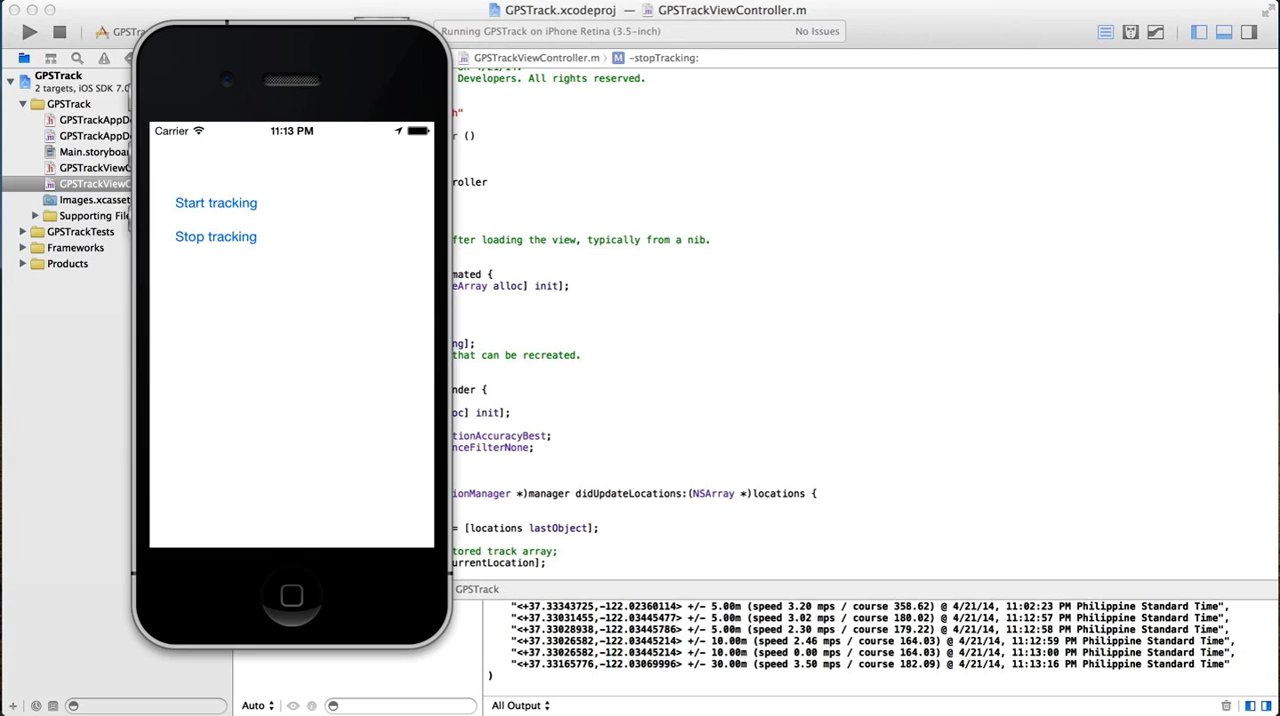 GPSTrack.xcodeproj — GPSTrackViewController.m
GPSTra
Running GPSTrack on iPhone Retina (3.5-inch)
No Issues
GPSTrackViewController.m
M
-stopTracking:
GPSTrack
2 targets, iOS SDK 7.0
GPSTrack
GPSTrackAppDe
GPSTrackAppDe
Main.storyboar
GPSTrackViewC
GPSTrackViewC
Images.xcasset
Supporting File
GPSTrackTests
Frameworks
Products
Carrier
11:13 PM
Start tracking
Stop tracking
Developers. All rights reserved.
h"
r ()
roller
fter loading the view, typically from a nib.
mated {
eArray alloc] init];
ng];
that can be recreated.
nder {
oc] init];
tionAccuracyBest;
nceFilterNone;
ionManager *)manager didUpdateLocations:(NSArray *)locations {
= [locations lastObject];
tored track array;
urrentLocation];
GPSTrack
"<+37.33343725,-122.02360114> +/- 5.00m (speed 3.20 mps / course 358.62) @ 4/21/14, 11:02:23 PM Philippine Standard Time",
"<+37.33031455,-122.03445477> +/- 5.00m (speed 3.02 mps / course 180.02) @ 4/21/14, 11:12:57 PM Philippine Standard Time",
"<+37.33028938,-122.03445786> +/- 5.00m (speed 2.30 mps / course 179.22) @ 4/21/14, 11:12:58 PM Philippine Standard Time",
"<+37.33026582,-122.03445214> +/- 10.00m (speed 2.46 mps / course 164.03) @ 4/21/14, 11:12:59 PM Philippine Standard Time",
"<+37.33026582,-122.03445214> +/- 10.00m (speed 0.00 mps / course 164.03) @ 4/21/14, 11:13:00 PM Philippine Standard Time",
"<+37.33165776,-122.03069996> +/- 30.00m (speed 3.50 mps / course 182.09) @ 4/21/14, 11:13:16 PM Philippine Standard Time"
)
Auto
All Output